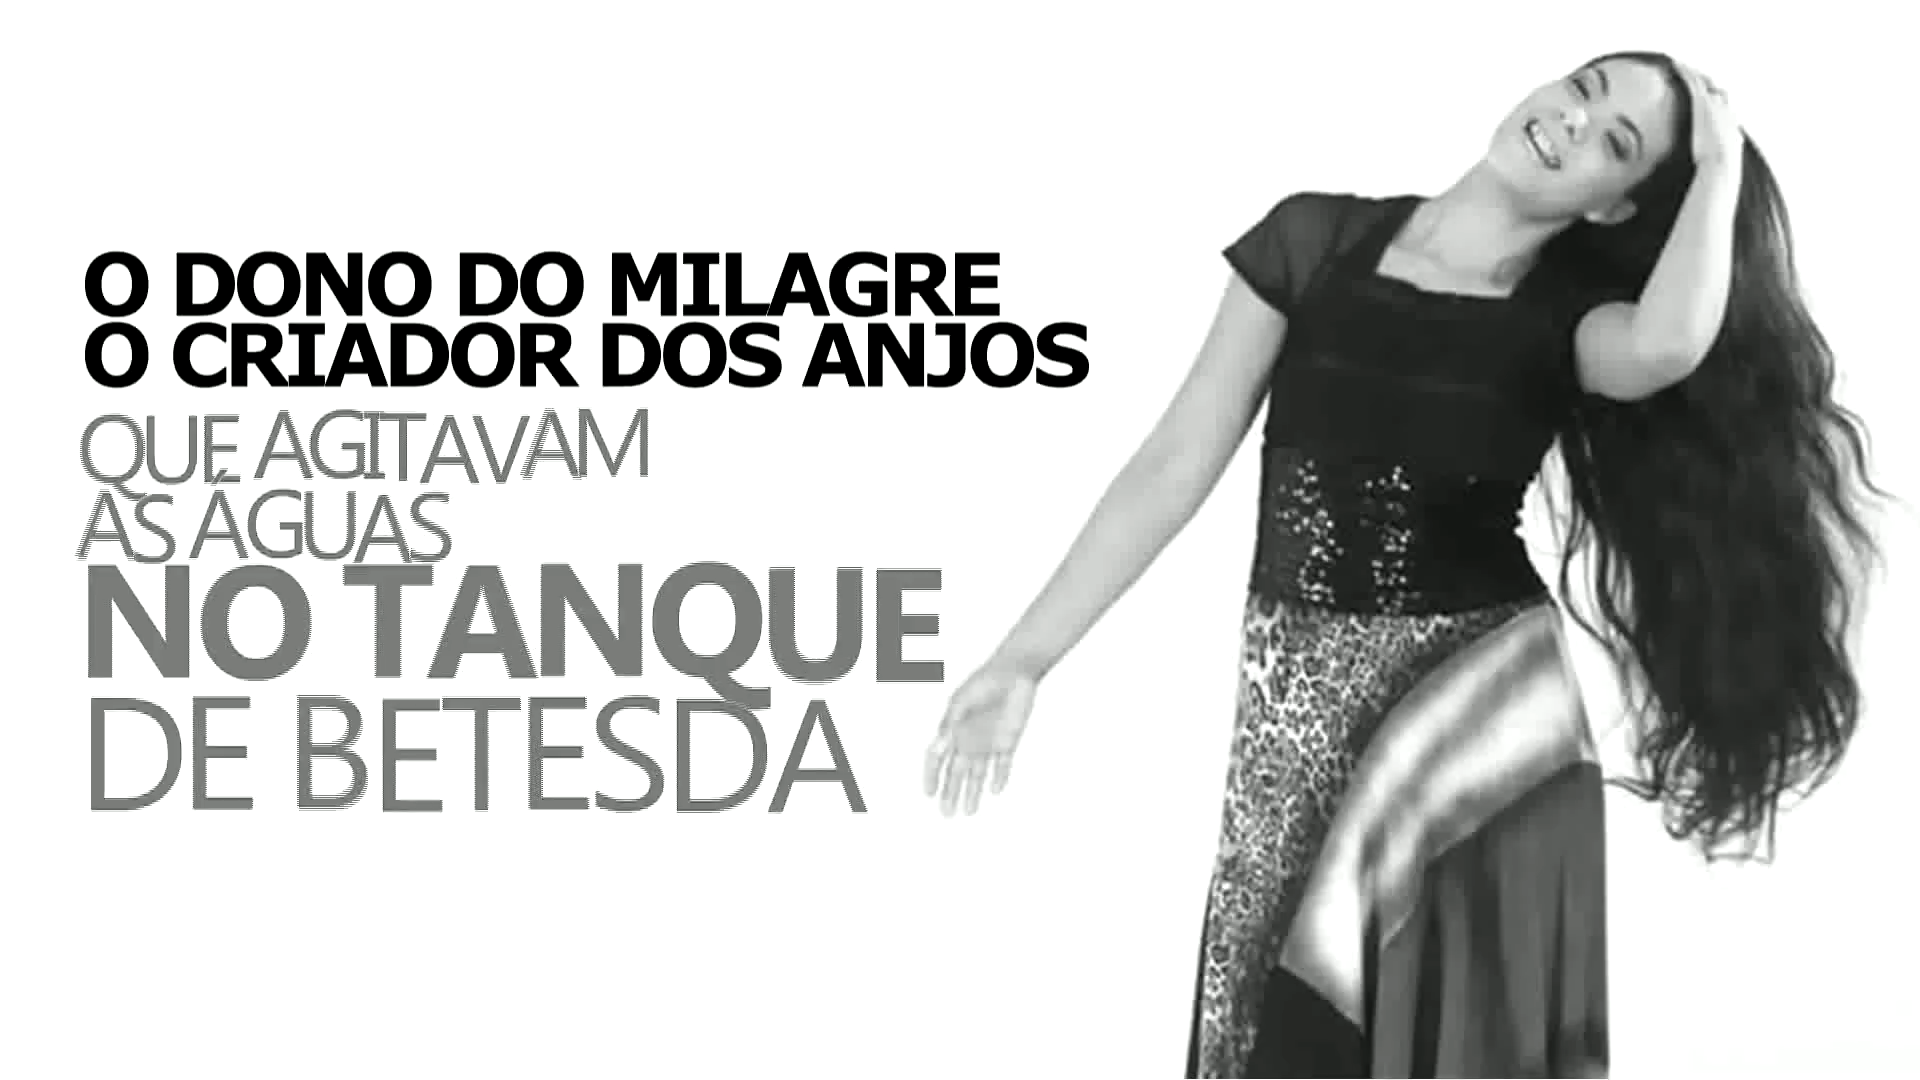 O DONO DO MILAGRE
O CRIADOR DOS ANJOS
QUE AGITAVAM
AS ÁGUAS
NO TANQUE
DE BETESDA